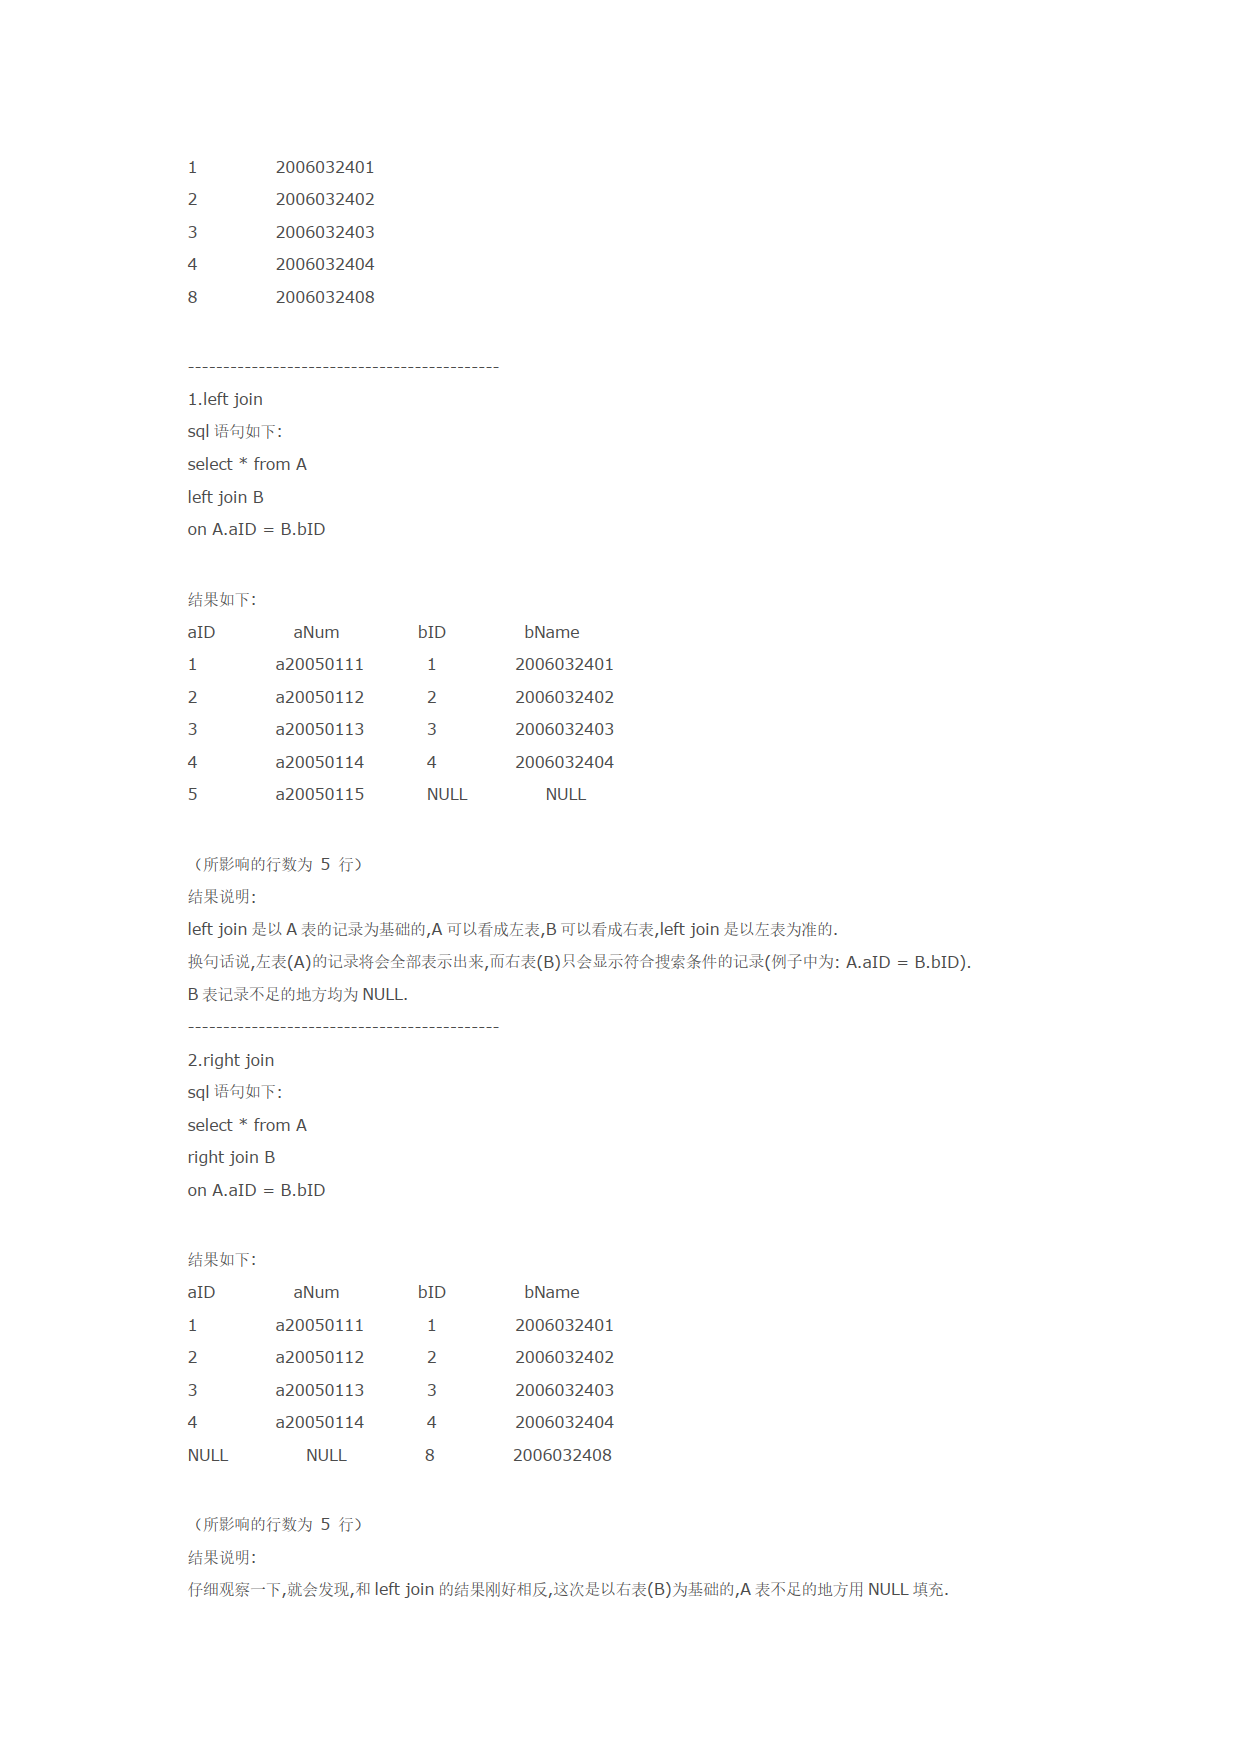 1 2006032401
2 2006032402
3 2006032403
4 2006032404
8 2006032408
--------------------------------------------
1.left join
sql 语句如下:
select * from A
left join B
on A.aID = B.bID
结果如下:
aID aNum bID bName
1 a20050111 1 2006032401
2 a20050112 2 2006032402
3 a20050113 3 2006032403
4 a20050114 4 2006032404
5 a20050115 NULL NULL
（所影响的行数为 5 行）
结果说明:
left join 是以 A 表的记录为基础的,A 可以看成左表,B 可以看成右表,left join 是以左表为准的.
换句话说,左表(A)的记录将会全部表示出来,而右表(B)只会显示符合搜索条件的记录(例子中为: A.aID = B.bID).
B 表记录不足的地方均为 NULL.
--------------------------------------------
2.right join
sql 语句如下:
select * from A
right join B
on A.aID = B.bID
结果如下:
aID aNum bID bName
1 a20050111 1 2006032401
2 a20050112 2 2006032402
3 a20050113 3 2006032403
4 a20050114 4 2006032404
NULL NULL 8 2006032408
（所影响的行数为 5 行）
结果说明:
仔细观察一下,就会发现,和 left join 的结果刚好相反,这次是以右表(B)为基础的,A 表不足的地方用 NULL 填充.